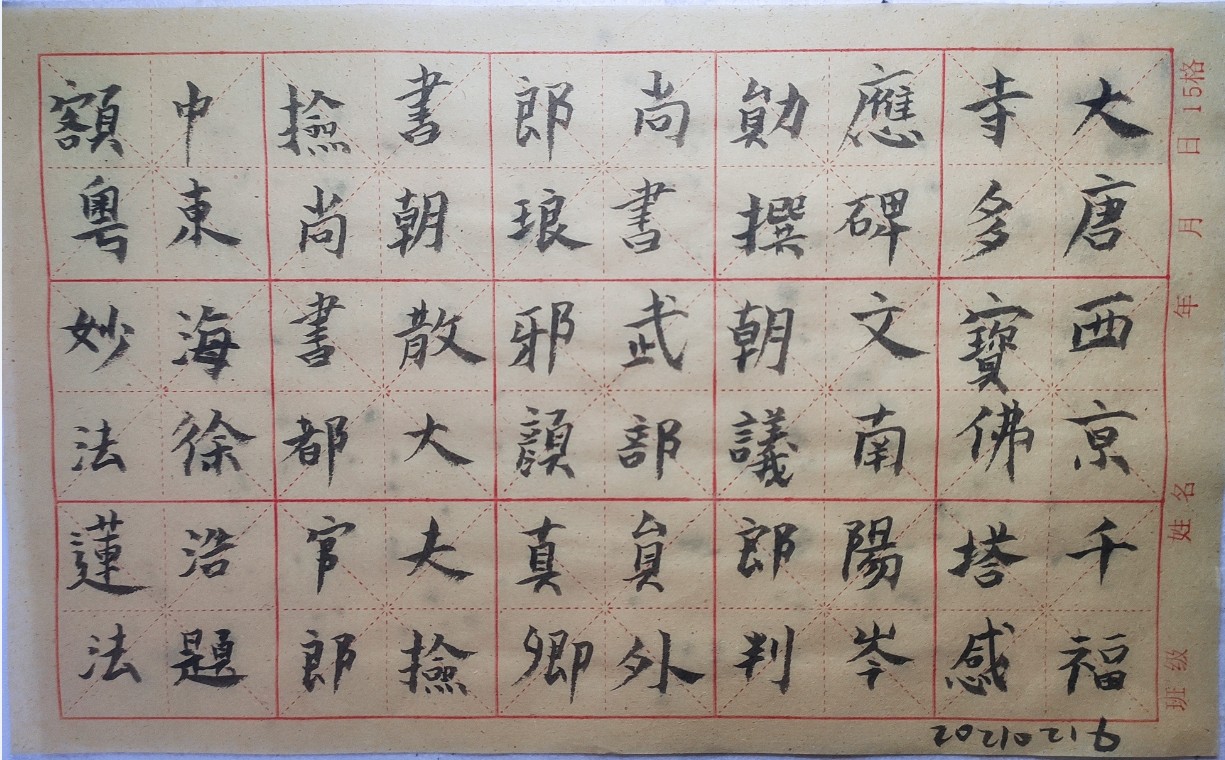 大唐西京千福
寺多寶佛塔感
應碑文南陽岑
勛撰朝議郎判
尚書武部員外
郎琅邪顏真卿
書朝散大夫撿
撿尚書都官郎
中東海徐浩題
額粵妙法蓮法
班级 姓名 年 月 日 15格
20210216